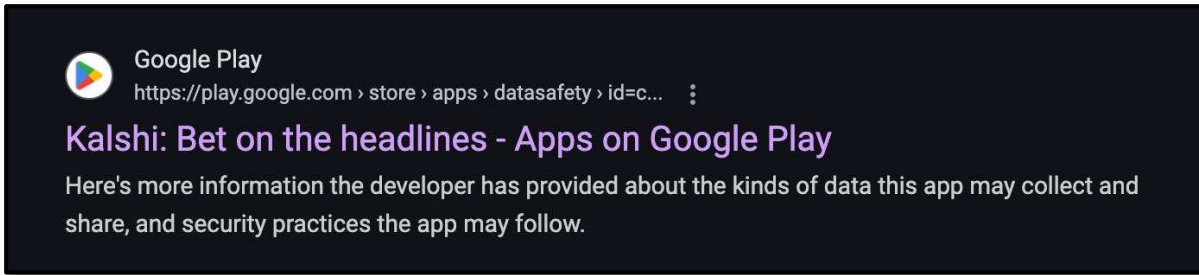 Google Play
https://play.google.com › store › apps › datasafety › id=c...
Kalshi: Bet on the headlines - Apps on Google Play
Here's more information the developer has provided about the kinds of data this app may collect and
share, and security practices the app may follow.